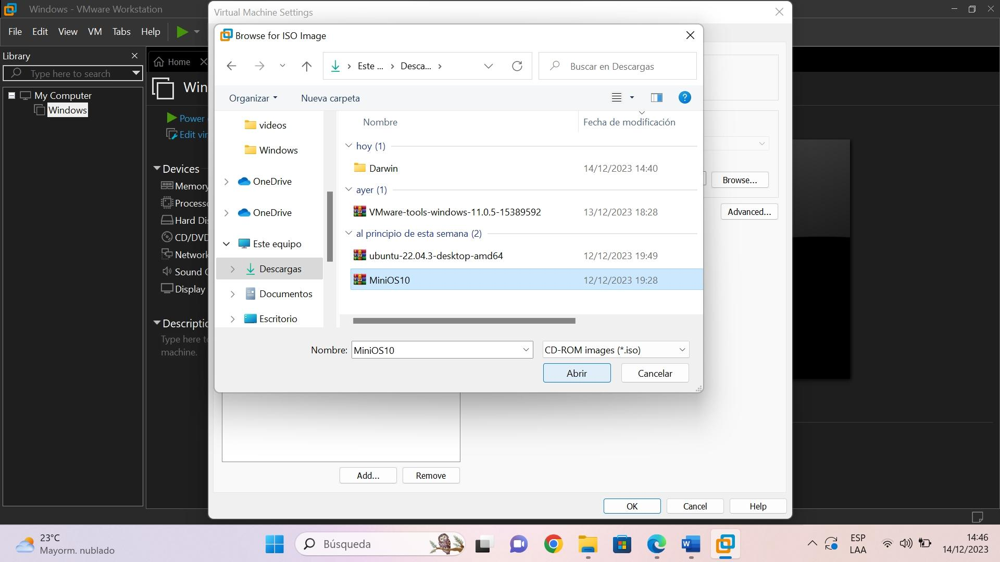 Windows - VMware Workstation
File Edit View VM Tabs Help
Library
Type here to search
My Computer
Windows
Home
Win
Power
Edit vir
Devices
Memory
Process
Hard Di
CD/DVD
Network
Sound C
Display
Descriptio
Type here to
machine.
Virtual Machine Settings
Browse for ISO Image
Este ... Desca...
Buscar en Descargas
Organizar Nueva carpeta
videos
Windows
OneDrive
OneDrive
Este equipo
Descargas
Documentos
Escritorio
Nombre Fecha de modificación
hoy (1)
Darwin 14/12/2023 14:40
ayer (1)
VMware-tools-windows-11.0.5-15389592 13/12/2023 18:28
al principio de esta semana (2)
ubuntu-22.04.3-desktop-amd64 12/12/2023 19:49
MiniOS10 12/12/2023 19:28
Nombre: MiniOS10 CD-ROM images (*.iso)
Abrir Cancelar
Browse...
Advanced...
Add... Remove
OK Cancel Help
23°C
Mayorm. nublado
Búsqueda
ESP
LAA
14:46
14/12/2023